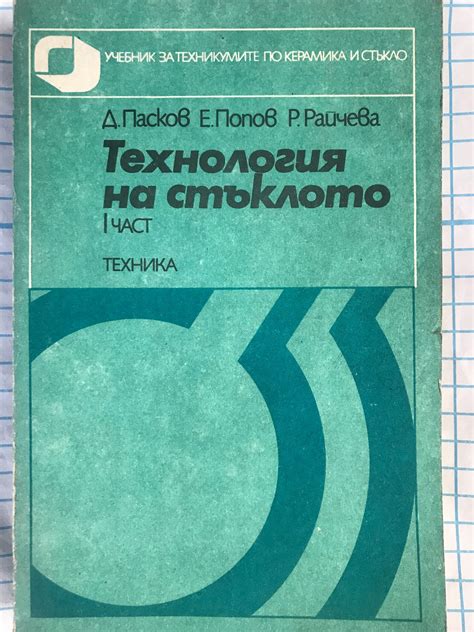 УЧЕБНИК ЗА ТЕХНИКУМИТЕ ПО КЕРАМИКА И СТЪКЛО
Д. Пасков Е. Попов Р. Райчева
Технология
на стъклото
I ЧАСТ
ТЕХНИКА